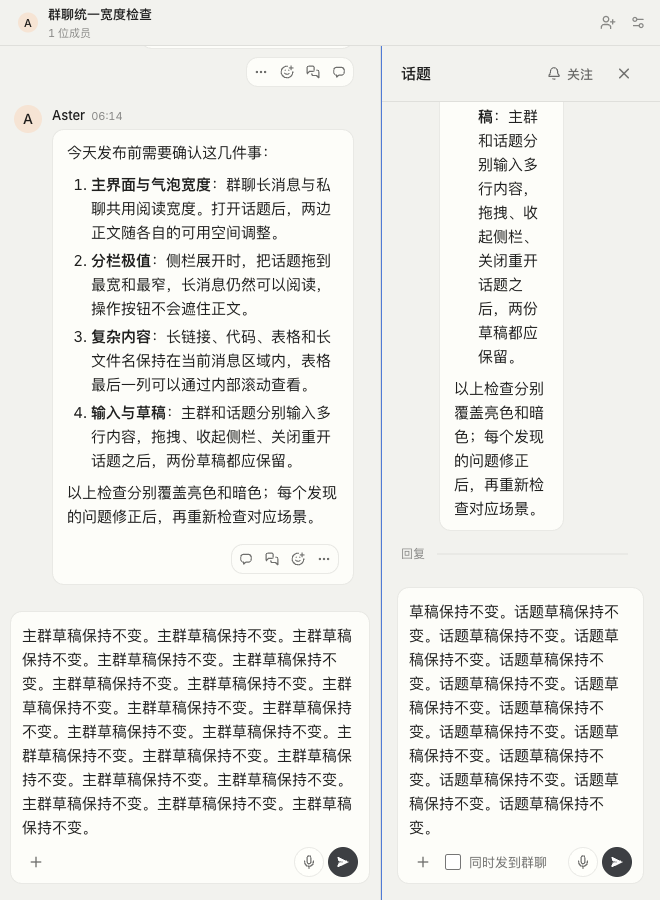 A
群聊统一宽度检查
1 位成员
A
Aster 06:14
今天发布前需要确认这几件事：
1. 主界面与气泡宽度：群聊长消息与私
聊共用阅读宽度。打开话题后，两边
正文随各自的可用空间调整。
2. 分栏极值：侧栏展开时，把话题拖到
最宽和最窄，长消息仍然可以阅读，
操作按钮不会遮住正文。
3. 复杂内容：长链接、代码、表格和长
文件名保持在当前消息区域内，表格
最后一列可以通过内部滚动查看。
4. 输入与草稿：主群和话题分别输入多
行内容，拖拽、收起侧栏、关闭重开
话题之后，两份草稿都应保留。
以上检查分别覆盖亮色和暗色；每个发现
的问题修正后，再重新检查对应场景。
主群草稿保持不变。主群草稿保持不变。主群草稿
保持不变。主群草稿保持不变。主群草稿保持不
变。主群草稿保持不变。主群草稿保持不变。主群
草稿保持不变。主群草稿保持不变。主群草稿保持
不变。主群草稿保持不变。主群草稿保持不变。主
群草稿保持不变。主群草稿保持不变。主群草稿保
持不变。主群草稿保持不变。主群草稿保持不变。
主群草稿保持不变。主群草稿保持不变。主群草稿
保持不变。
话题
关注
稿：主群
和话题分
别输入多
行内容，
拖拽、收
起侧栏、
关闭重开
话题之
后，两份
草稿都应
保留。
以上检查分别
覆盖亮色和暗
色；每个发现
的问题修正
后，再重新检
查对应场景。
回复
草稿保持不变。话题草稿保持不
变。话题草稿保持不变。话题草
稿保持不变。话题草稿保持不
变。话题草稿保持不变。话题草
稿保持不变。话题草稿保持不
变。话题草稿保持不变。话题草
稿保持不变。话题草稿保持不
变。话题草稿保持不变。话题草
稿保持不变。话题草稿保持不
变。
同时发到群聊